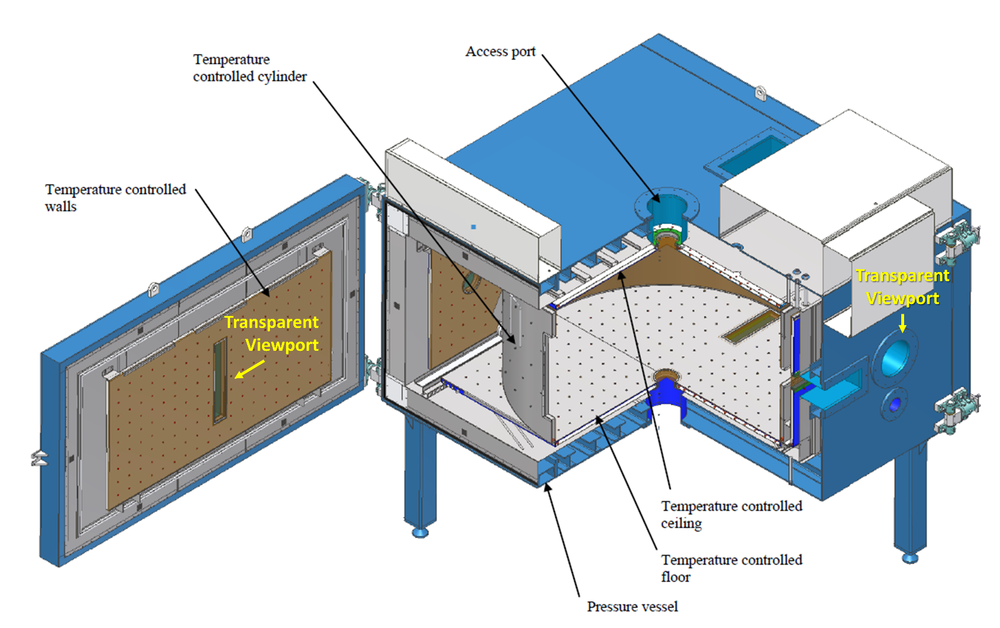 Temperature
controlled cylinder
Access port
Temperature controlled
walls
Transparent
Viewport
Transparent
Viewport
Temperature controlled
ceiling
Temperature controlled
floor
Pressure vessel